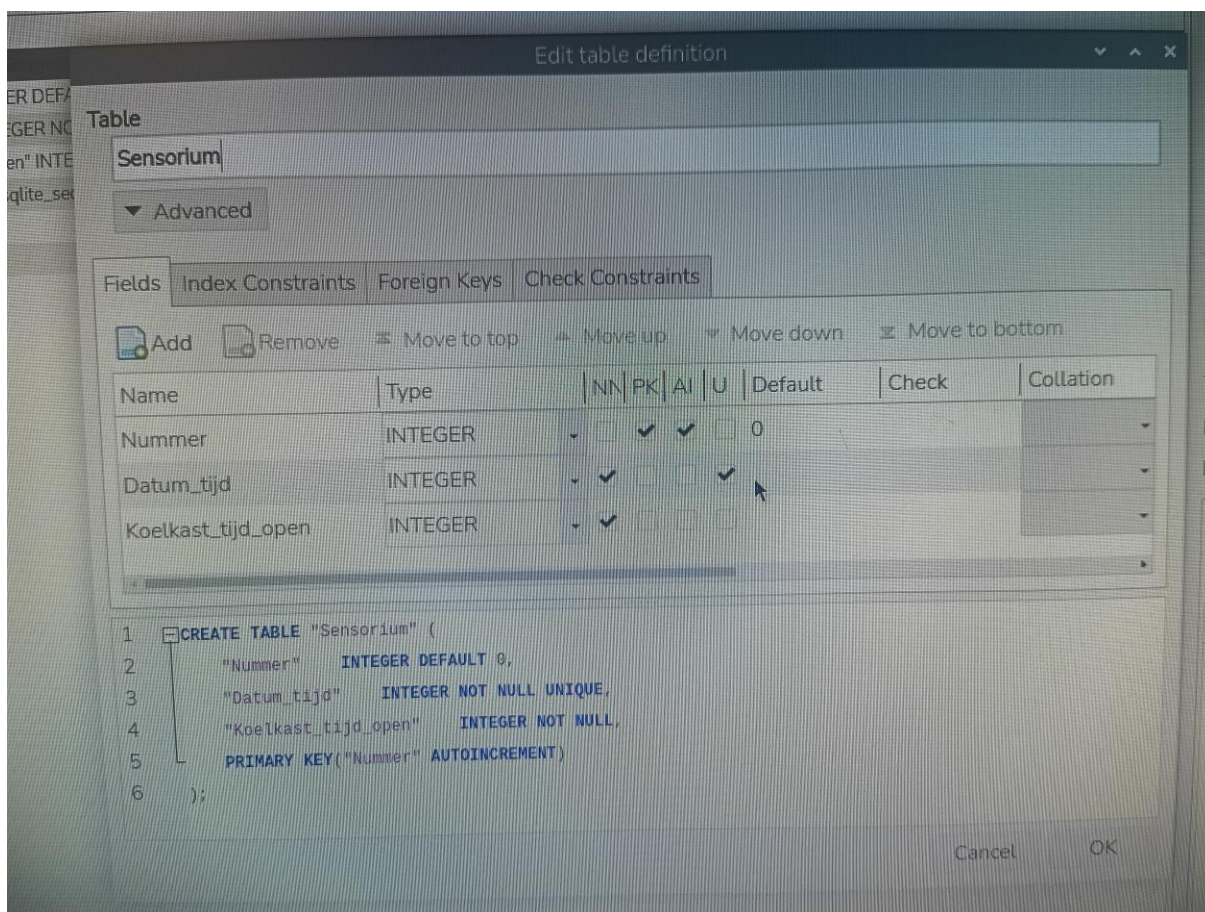 Edit table definition
ER DEFA
EGER NO
en" INTE
qlite_seq
Table
Sensorium
Advanced
Fields Index Constraints Foreign Keys Check Constraints
Add Remove Move to top Move up Move down Move to bottom
Name Type NN PK AI U Default Check Collation
Nummer INTEGER 0
Datum_tijd INTEGER
Koelkast_tijd_open INTEGER
1 CREATE TABLE "Sensorium" (
2 "Nummer" INTEGER DEFAULT 0,
3 "Datum_tijd" INTEGER NOT NULL UNIQUE,
4 "Koelkast_tijd_open" INTEGER NOT NULL,
5 PRIMARY KEY("Nummer" AUTOINCREMENT)
6 );
Cancel OK